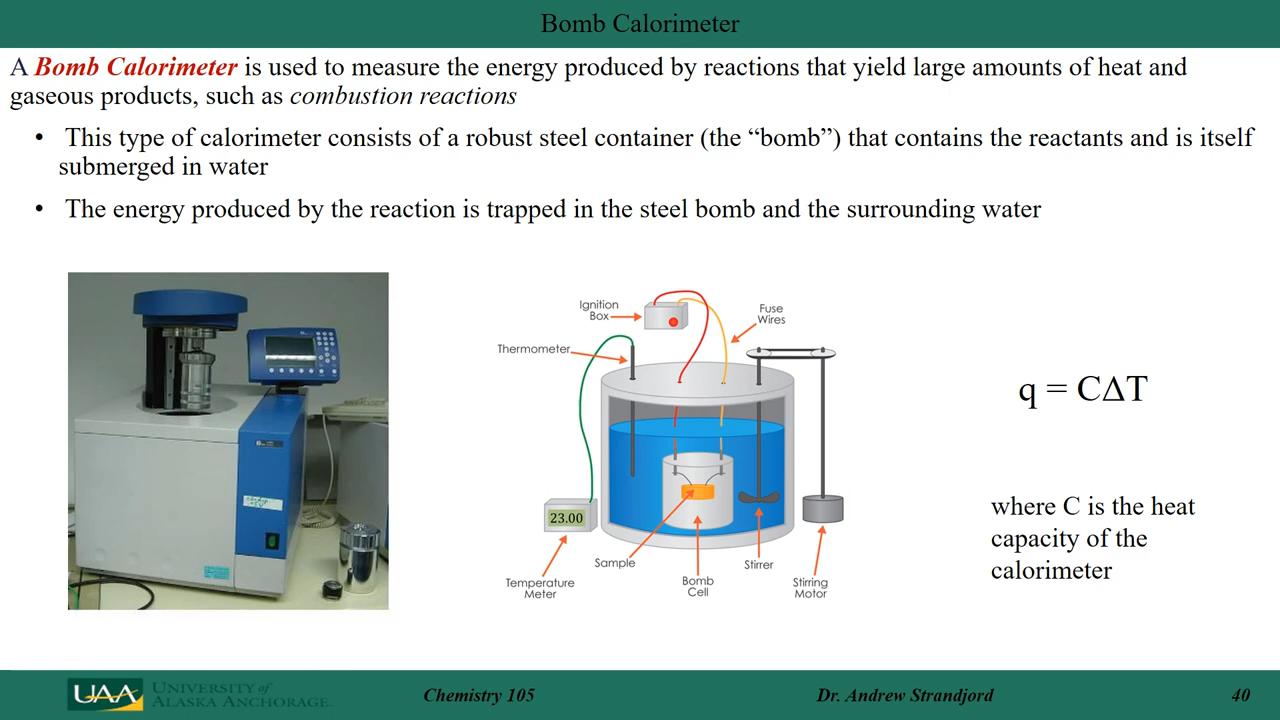 Bomb Calorimeter
A Bomb Calorimeter is used to measure the energy produced by reactions that yield large amounts of heat and
gaseous products, such as combustion reactions
• This type of calorimeter consists of a robust steel container (the “bomb”) that contains the reactants and is itself
submerged in water
• The energy produced by the reaction is trapped in the steel bomb and the surrounding water
Ignition
Box
Fuse
Wires
Thermometer
q = CΔT
23.00
where C is the heat
capacity of the
calorimeter
Sample
Stirrer
Temperature
Meter
Bomb
Cell
Stirring
Motor
UAA
UNIVERSITY of
ALASKA ANCHORAGE.
Chemistry 105
Dr. Andrew Strandjord
40